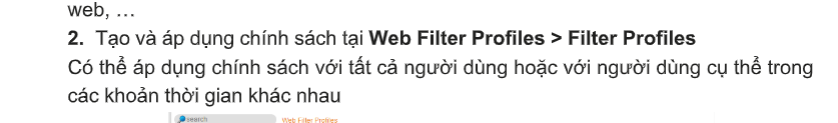 web, …
2. Tạo và áp dụng chính sách tại Web Filter Profiles > Filter Profiles
Có thể áp dụng chính sách với tất cả người dùng hoặc với người dùng cụ thể trong
các khoản thời gian khác nhau
search Web Filter Profiles